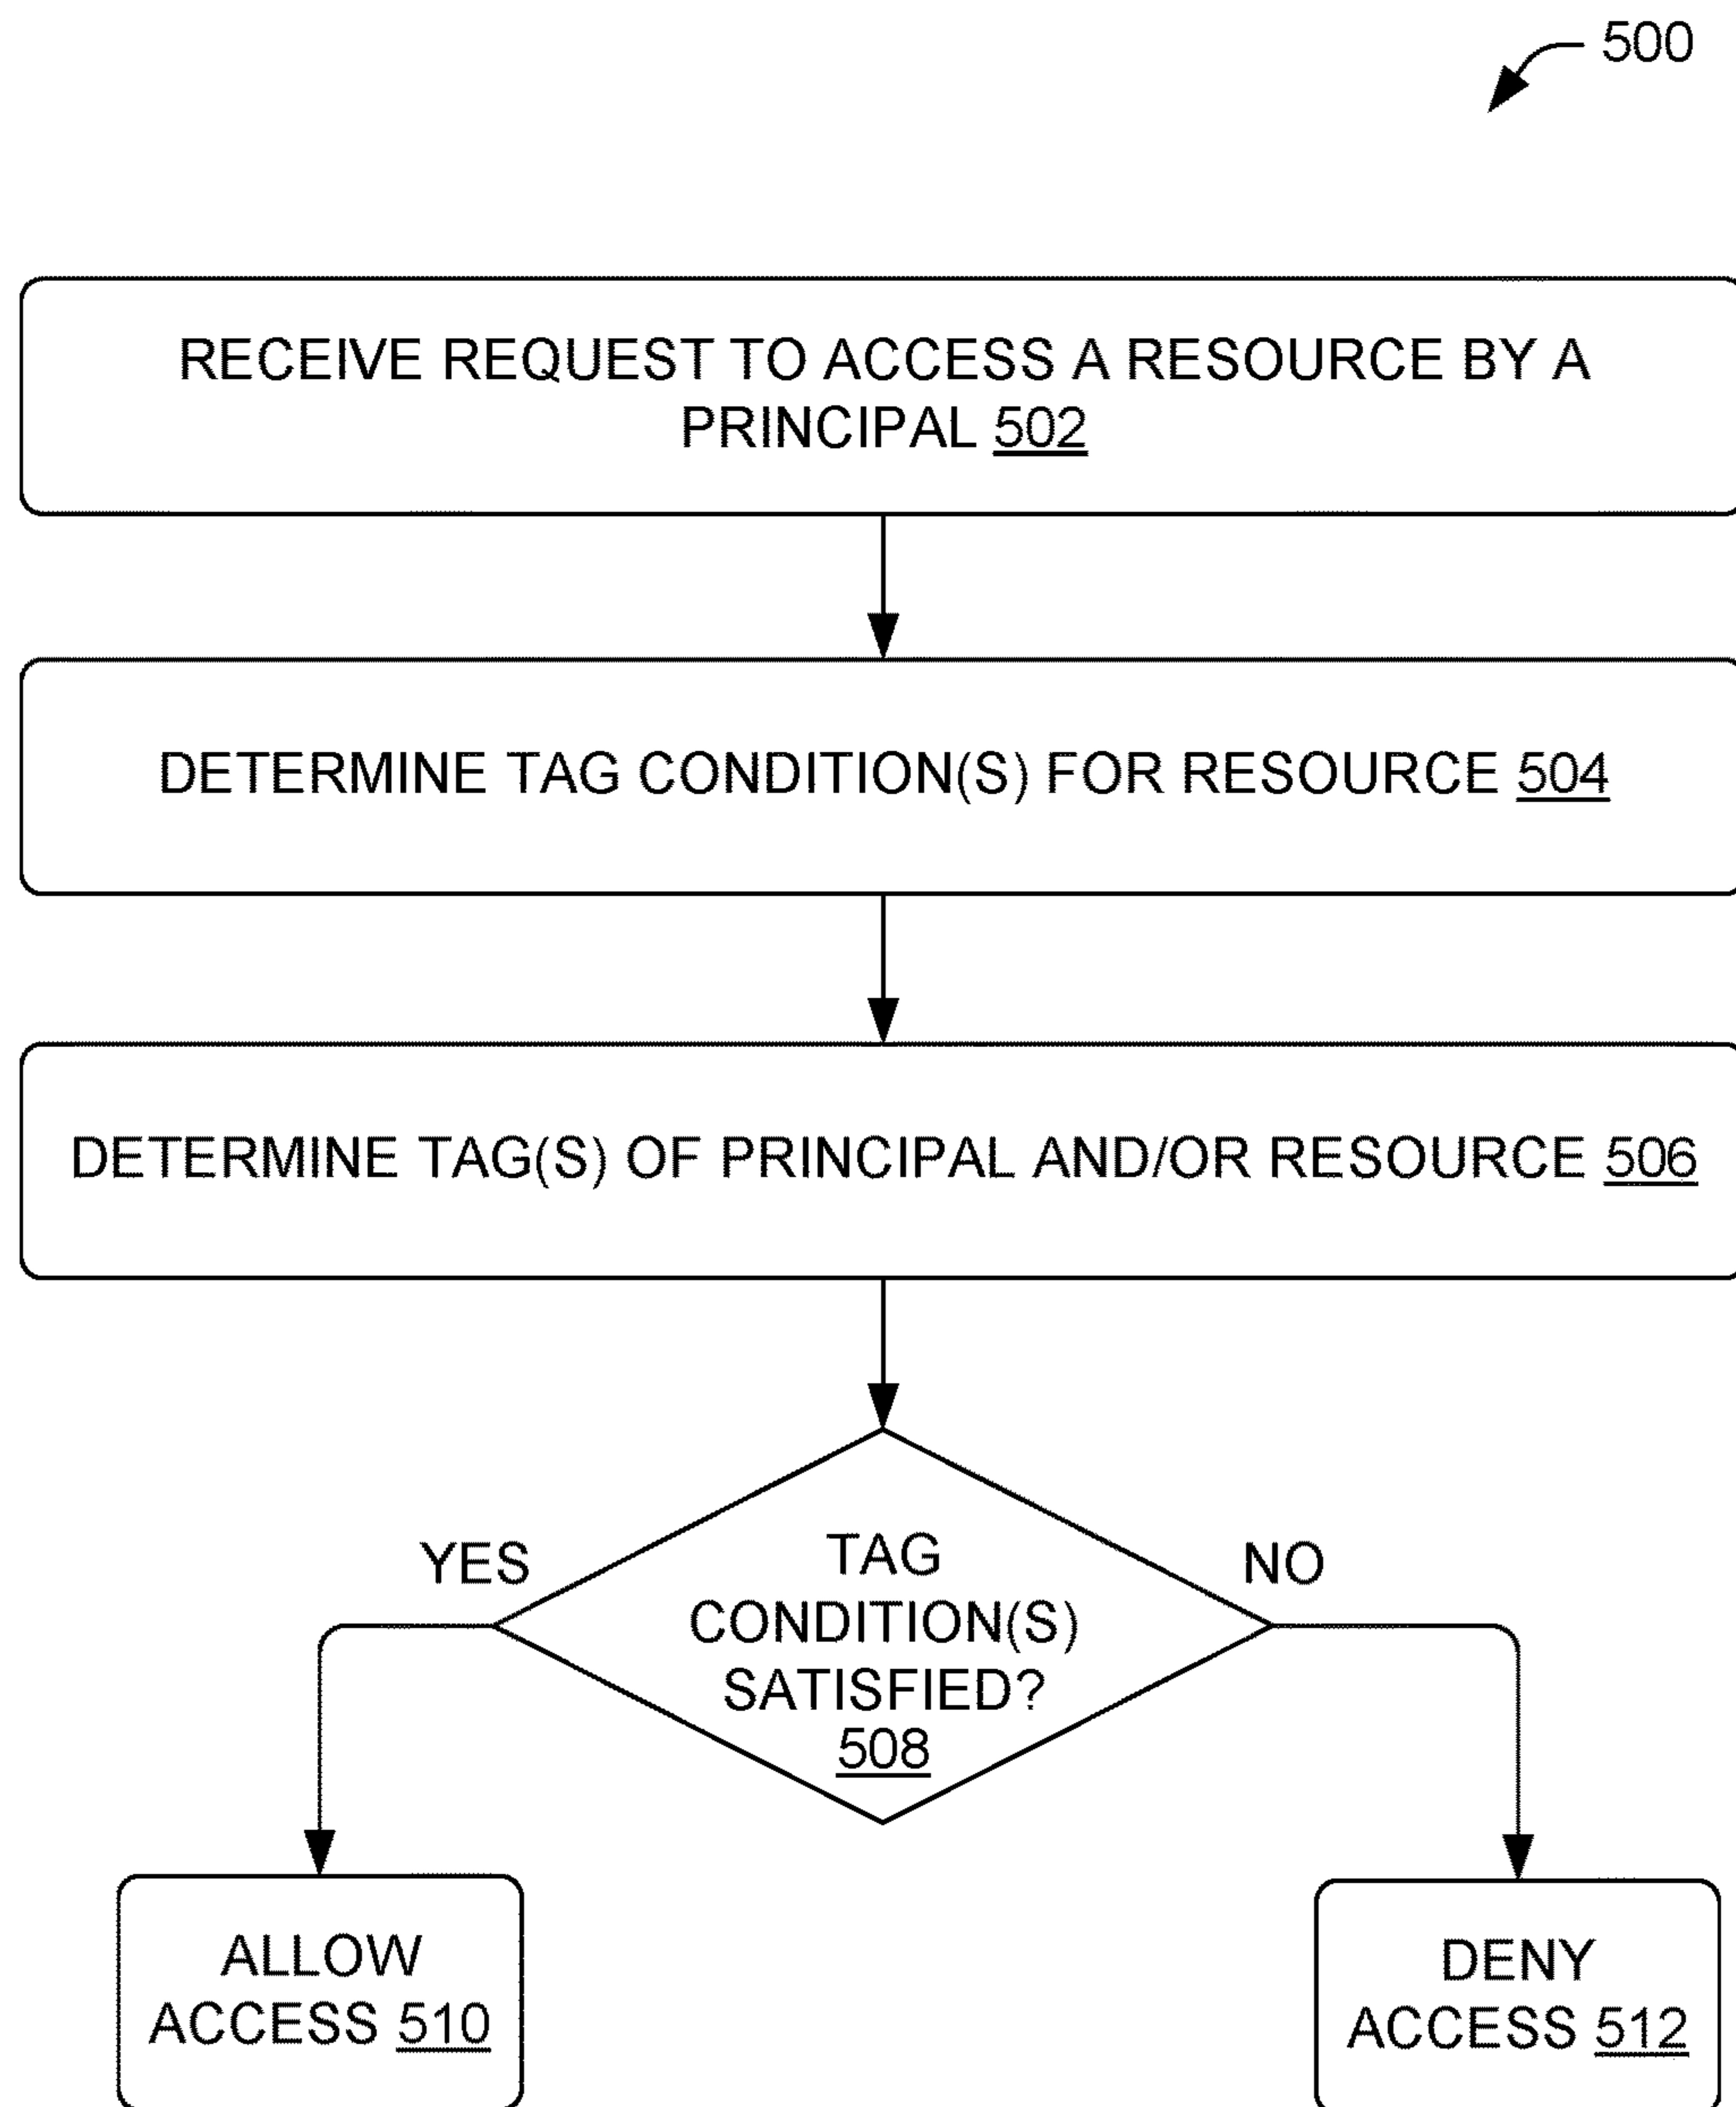 500
RECEIVE REQUEST TO ACCESS A RESOURCE BY A
PRINCIPAL 502
DETERMINE TAG CONDITION(S) FOR RESOURCE 504
DETERMINE TAG(S) OF PRINCIPAL AND/OR RESOURCE 506
YES
NO
TAG
CONDITION(S)
SATISFIED?
508
ALLOW
ACCESS 510
DENY
ACCESS 512